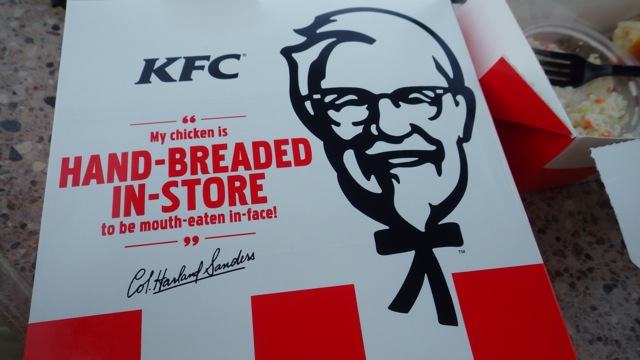 KFC
“
My chicken is
HAND-BREADED
IN-STORE
to be mouth-eaten in-face!
”
Col. Harland Sanders
TM